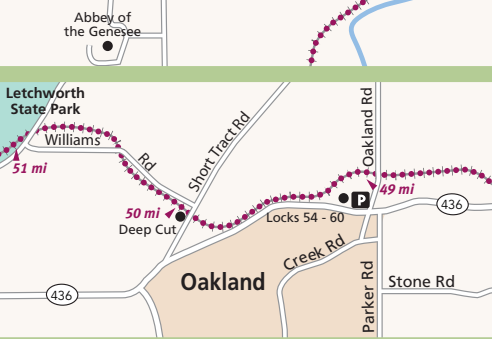 Abbey of
the Genesee
Letchworth
State Park
Williams Rd
51 mi
Short Tract Rd
Oakland Rd
50 mi
Deep Cut
49 mi
P
Locks 54 - 60
436
Creek Rd
Oakland
Parker Rd
Stone Rd
436